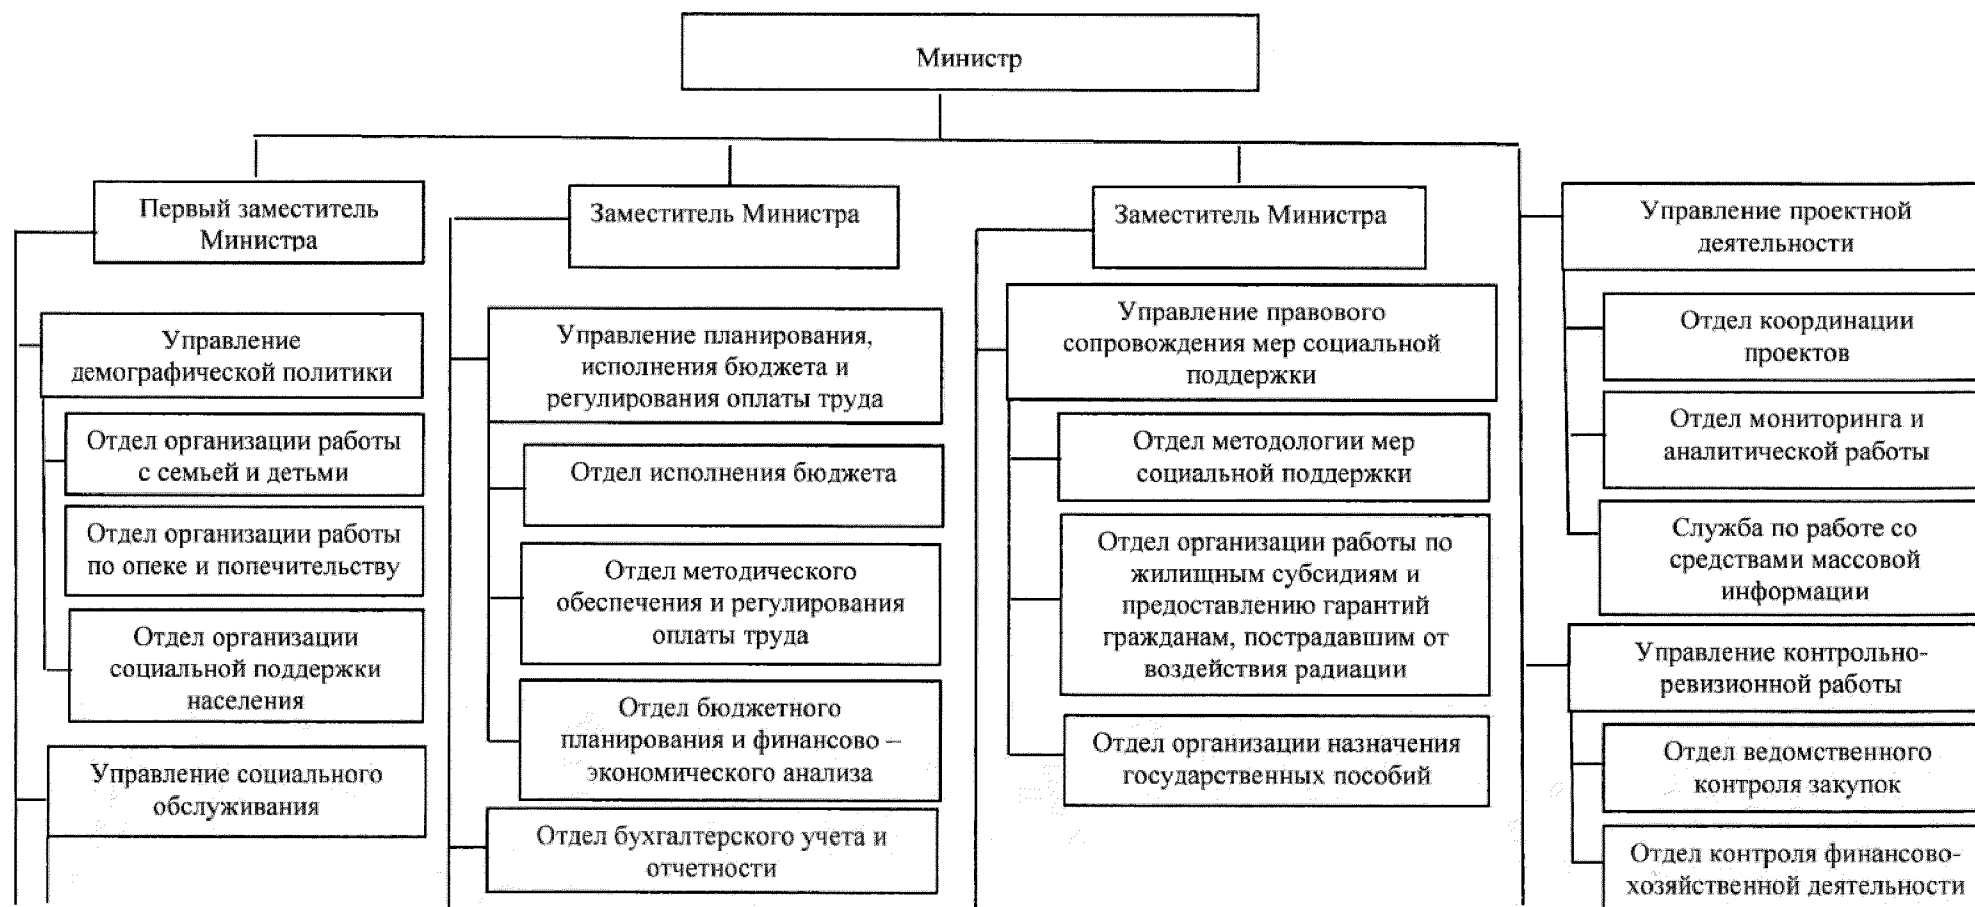 Министр
Первый заместитель
Министра
Управление
демографической политики
Отдел организации работы
с семьей и детьми
Отдел организации работы
по опеке и попечительству
Отдел организации
социальной поддержки
населения
Управление социального
обслуживания
Заместитель Министра
Управление планирования,
исполнения бюджета и
регулирования оплаты труда
Отдел исполнения бюджета
Отдел методического
обеспечения и регулирования
оплаты труда
Отдел бюджетного
планирования и финансово –
экономического анализа
Отдел бухгалтерского учета и
отчетности
Заместитель Министра
Управление правового
сопровождения мер социальной
поддержки
Отдел методологии мер
социальной поддержки
Отдел организации работы по
жилищным субсидиям и
предоставлению гарантий
гражданам, пострадавшим от
воздействия радиации
Отдел организации назначения
государственных пособий
Управление проектной
деятельности
Отдел координации
проектов
Отдел мониторинга и
аналитической работы
Служба по работе со
средствами массовой
информации
Управление контрольно-
ревизионной работы
Отдел ведомственного
контроля закупок
Отдел контроля финансово-
хозяйственной деятельности